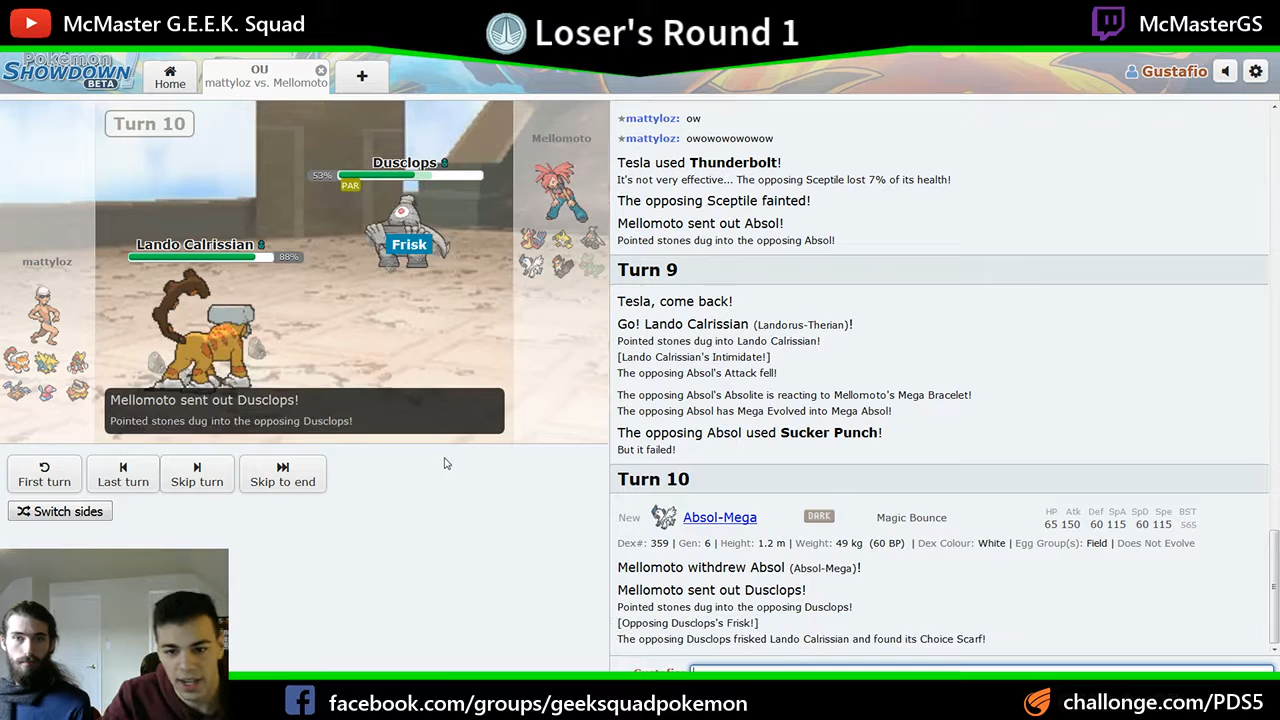 McMaster G.E.E.K. Squad
Loser's Round 1
McMasterGS
Pokémon
SHOWDOWN
BETA
Home
OU
mattyloz vs. Mellomoto
Gustafio
Turn 10
Mellomoto
Dusclops
53%
PAR
Frisk
Lando Calrissian
88%
mattyloz
Mellomoto sent out Dusclops!
Pointed stones dug into the opposing Dusclops!
First turn
Last turn
Skip turn
Skip to end
Switch sides
★mattyloz: ow
★mattyloz: owowowowowow
Tesla used Thunderbolt!
It's not very effective... The opposing Sceptile lost 7% of its health!
The opposing Sceptile fainted!
Mellomoto sent out Absol!
Pointed stones dug into the opposing Absol!
Turn 9
Tesla, come back!
Go! Lando Calrissian (Landorus-Therian)!
Pointed stones dug into Lando Calrissian!
[Lando Calrissian's Intimidate!]
The opposing Absol's Attack fell!
The opposing Absol's Absolite is reacting to Mellomoto's Mega Bracelet!
The opposing Absol has Mega Evolved into Mega Absol!
The opposing Absol used Sucker Punch!
But it failed!
Turn 10
New Absol-Mega DARK Magic Bounce HP 65 Atk 150 Def 60 SpA 115 SpD 60 Spe 115 BST 565
Dex#: 359 | Gen: 6 | Height: 1.2 m | Weight: 49 kg (60 BP) | Dex Colour: White | Egg Group(s): Field | Does Not Evolve
Mellomoto withdrew Absol (Absol-Mega)!
Mellomoto sent out Dusclops!
Pointed stones dug into the opposing Dusclops!
[Opposing Dusclops's Frisk!]
The opposing Dusclops frisked Lando Calrissian and found its Choice Scarf!
facebook.com/groups/geeksquadpokemon
challonge.com/PDS5